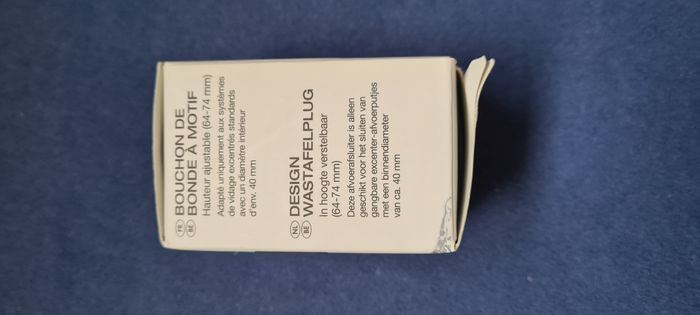 FR BE
BOUCHON DE
BONDE À MOTIF
Hauteur ajustable (64-74 mm)
Adapté uniquement aux systèmes
de vidage excentrés standards
avec un diamètre intérieur
d'env. 40 mm
NL BE
DESIGN
WASTAFELPLUG
In hoogte verstelbaar
(64-74 mm)
Deze afvoerafsluiter is alleen
geschikt voor het sluiten van
gangbare excenter-afvoerputjes
met een binnendiameter
van ca. 40 mm